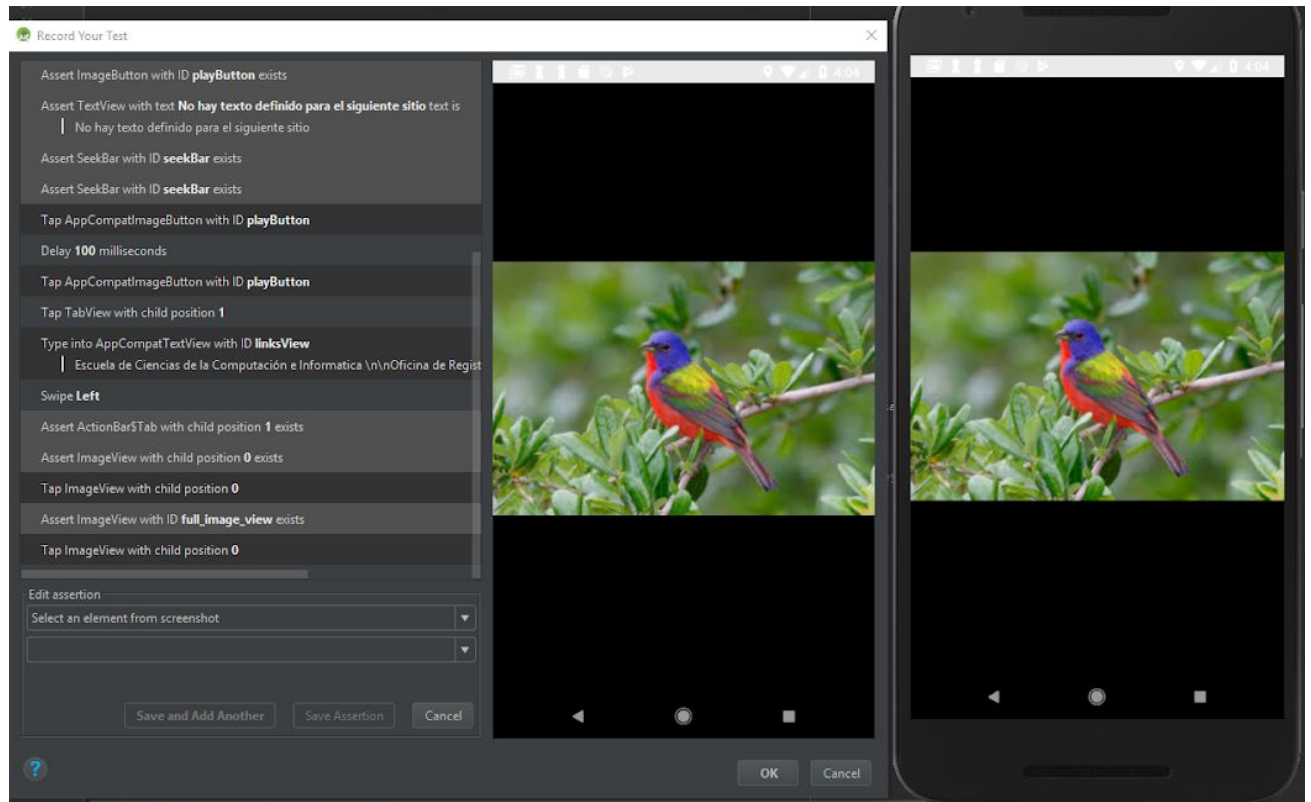 Record Your Test
Assert ImageButton with ID playButton exists
Assert TextView with text No hay texto definido para el siguiente sitio text is
No hay texto definido para el siguiente sitio
Assert SeekBar with ID seekBar exists
Assert SeekBar with ID seekBar exists
Tap AppCompatImageButton with ID playButton
Delay 100 milliseconds
Tap AppCompatImageButton with ID playButton
Tap TabView with child position 1
Type into AppCompatTextView with ID linksView
Escuela de Ciencias de la Computación e Informatica \n\nOficina de Regist
Swipe Left
Assert ActionBar$Tab with child position 1 exists
Assert ImageView with child position 0 exists
Tap ImageView with child position 0
Assert ImageView with ID full_image_view exists
Tap ImageView with child position 0
Edit assertion
Select an element from screenshot
Save and Add Another
Save Assertion
Cancel
?
OK
Cancel
4:04
4:04